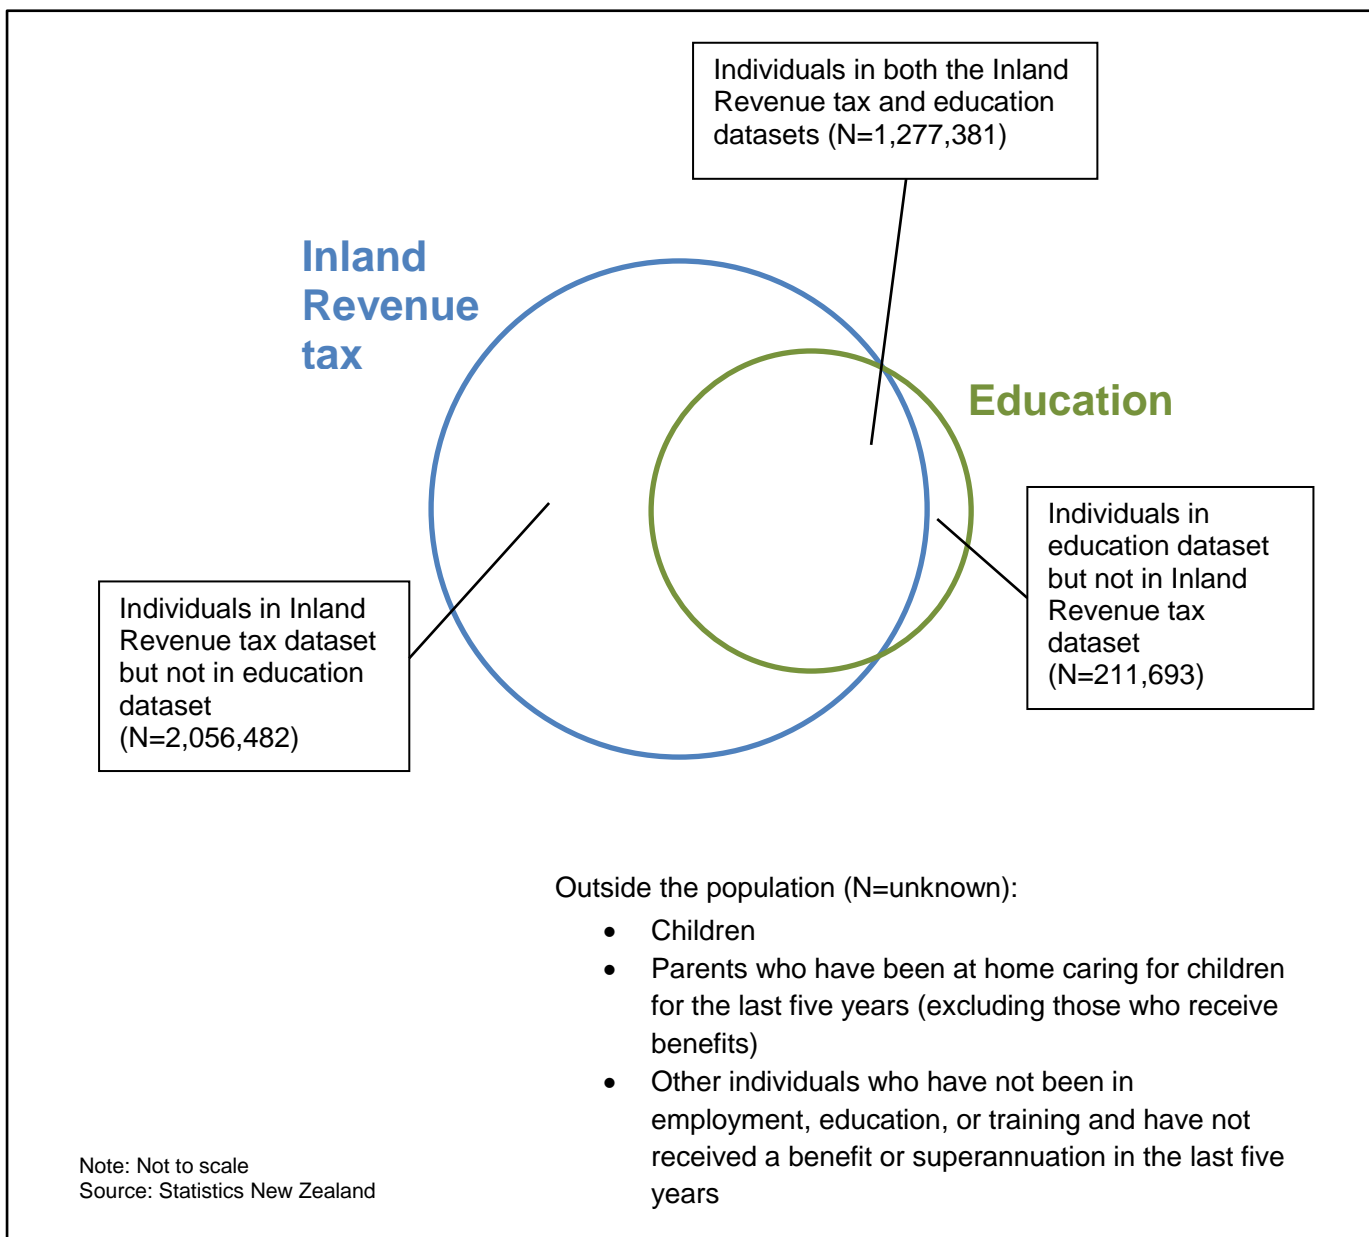 Individuals in both the Inland
Revenue tax and education
datasets (N=1,277,381)
Inland
Revenue
tax
Education
Individuals in
education dataset
but not in Inland
Revenue tax
dataset
(N=211,693)
Individuals in Inland
Revenue tax dataset
but not in education
dataset
(N=2,056,482)
Outside the population (N=unknown):
• Children
• Parents who have been at home caring for children
for the last five years (excluding those who receive
benefits)
• Other individuals who have not been in
employment, education, or training and have not
received a benefit or superannuation in the last five
years
Note: Not to scale
Source: Statistics New Zealand